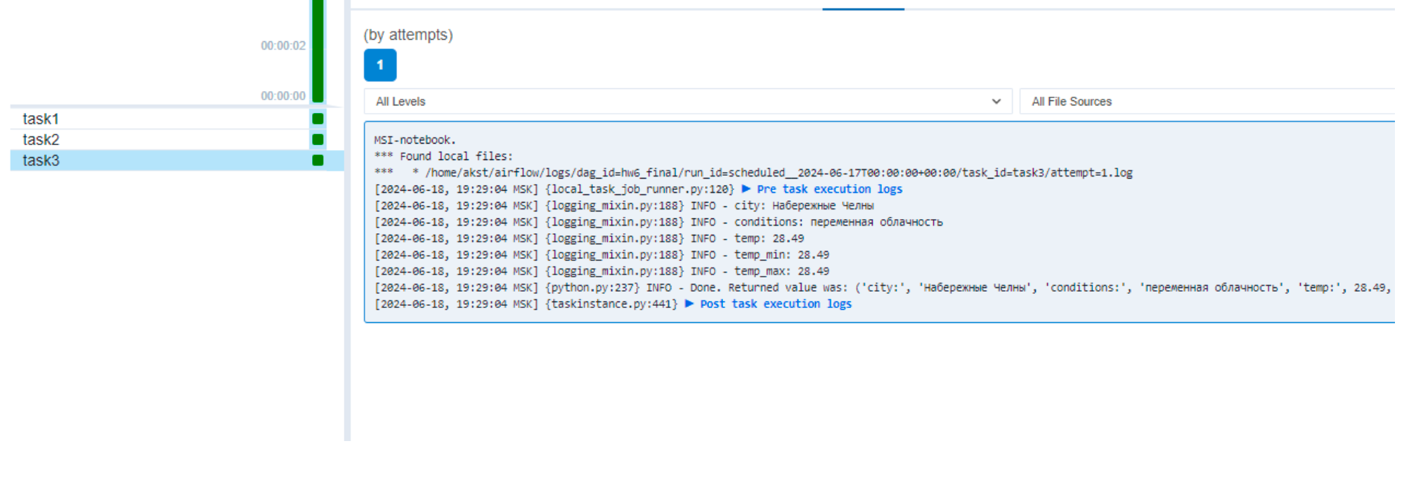 00:00:02
00:00:00
task1
task2
task3
(by attempts)
1
All Levels
All File Sources
MSI-notebook.
*** Found local files:
***   * /home/akst/airflow/logs/dag_id=hw6_final/run_id=scheduled__2024-06-17T00:00:00+00:00/task_id=task3/attempt=1.log
[2024-06-18, 19:29:04 MSK] {local_task_job_runner.py:120} ▶ Pre task execution logs
[2024-06-18, 19:29:04 MSK] {logging_mixin.py:188} INFO - city: Набережные Челны
[2024-06-18, 19:29:04 MSK] {logging_mixin.py:188} INFO - conditions: переменная облачность
[2024-06-18, 19:29:04 MSK] {logging_mixin.py:188} INFO - temp: 28.49
[2024-06-18, 19:29:04 MSK] {logging_mixin.py:188} INFO - temp_min: 28.49
[2024-06-18, 19:29:04 MSK] {logging_mixin.py:188} INFO - temp_max: 28.49
[2024-06-18, 19:29:04 MSK] {python.py:237} INFO - Done. Returned value was: ('city:', 'Набережные Челны', 'conditions:', 'переменная облачность', 'temp:', 28.49,
[2024-06-18, 19:29:04 MSK] {taskinstance.py:441} ▶ Post task execution logs